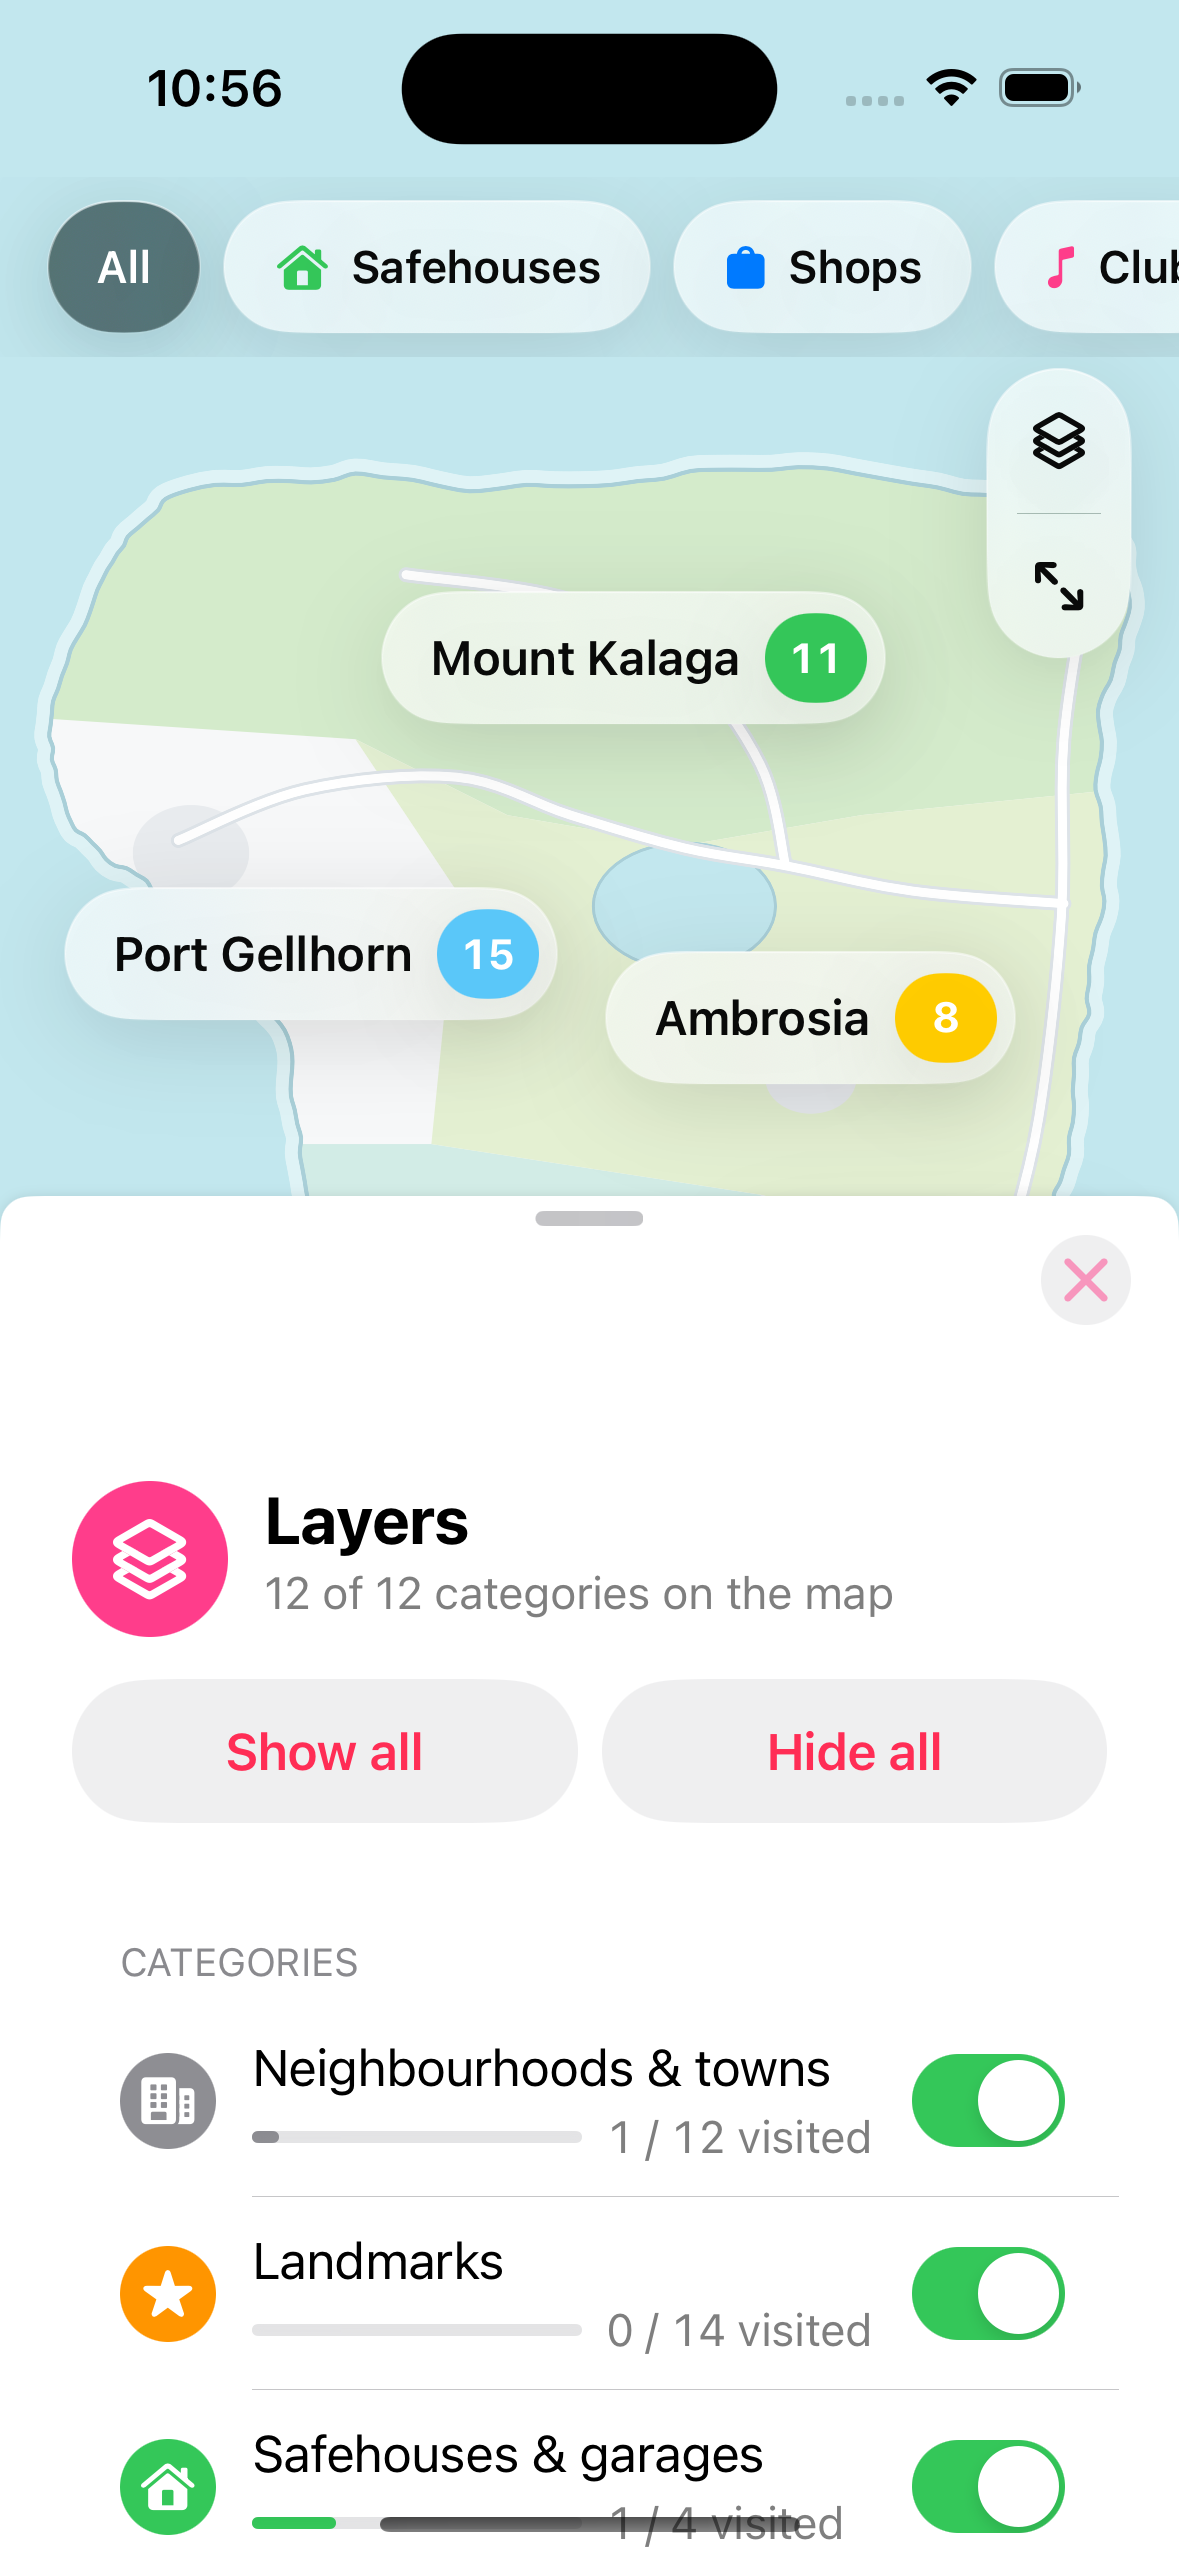 10:56
All
Safehouses
Shops
Club
Mount Kalaga 11
Port Gellhorn 15
Ambrosia 8
Layers
12 of 12 categories on the map
Show all
Hide all
CATEGORIES
Neighbourhoods & towns
1 / 12 visited
Landmarks
0 / 14 visited
Safehouses & garages
1 / 4 visited